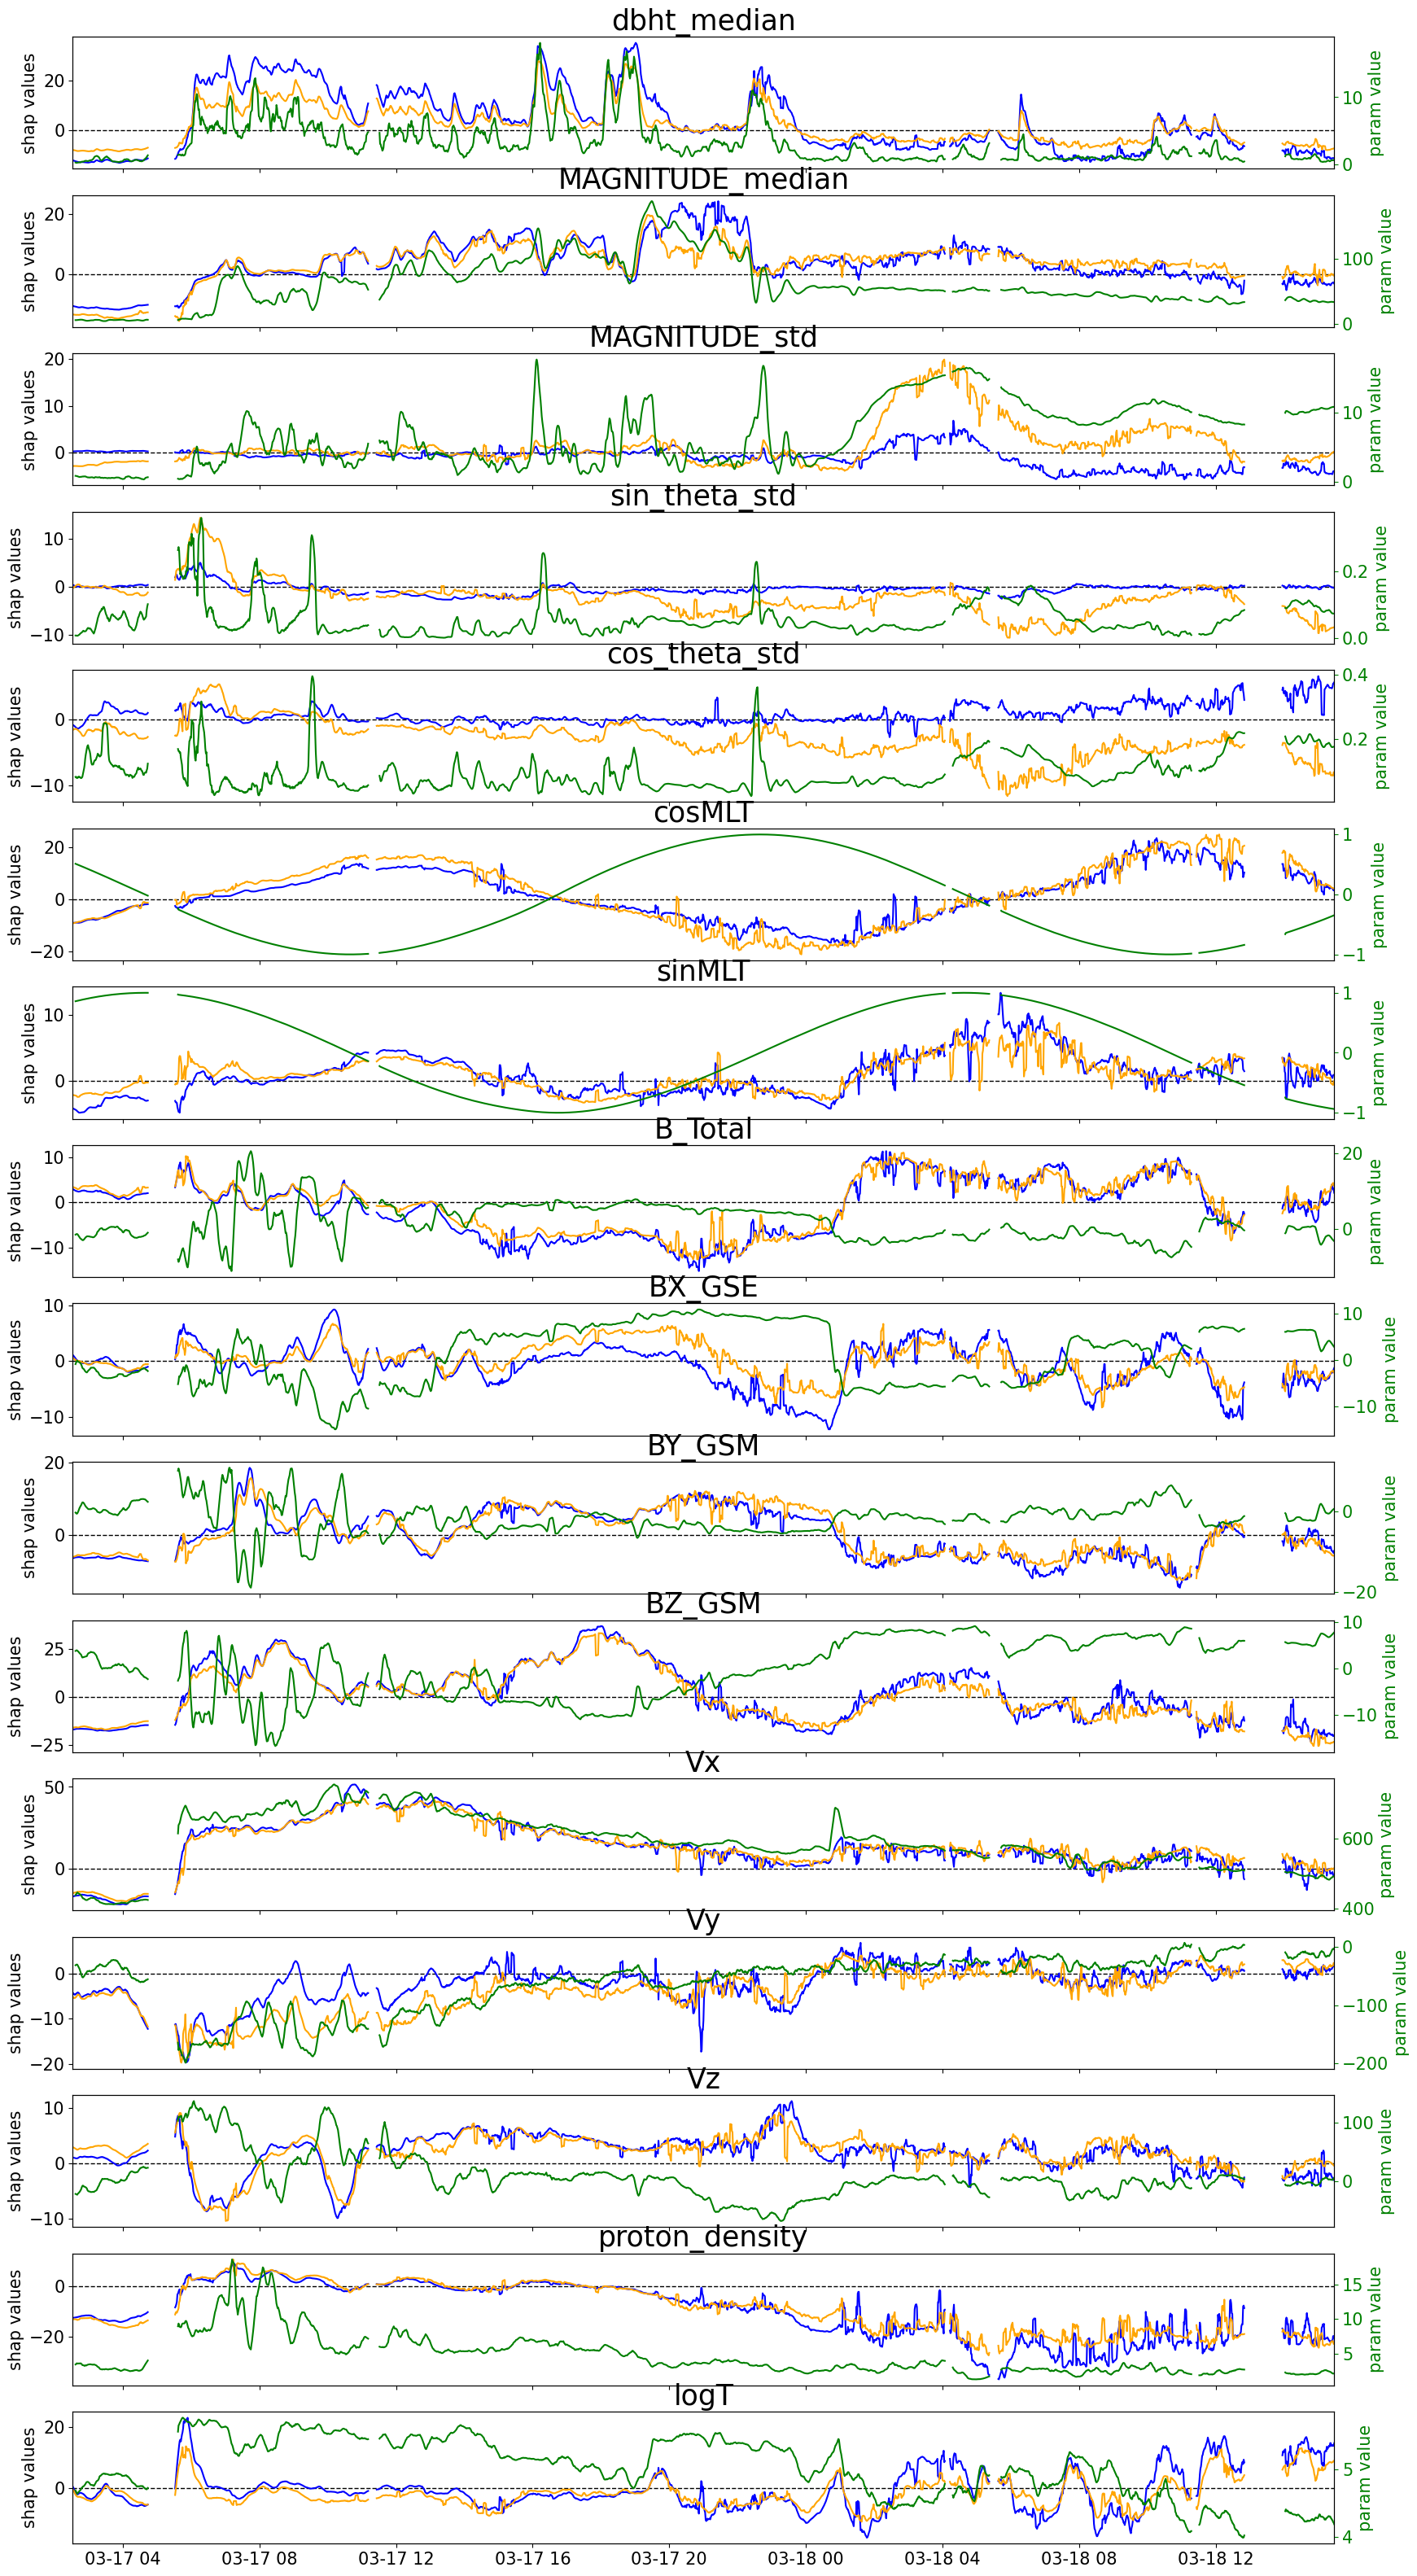 dbht_median
shap values
20
0
10
0
param value
MAGNITUDE_median
shap values
20
0
100
0
param value
MAGNITUDE_std
shap values
20
10
0
10
0
param value
sin_theta_std
shap values
10
0
−10
0.2
0.0
param value
cos_theta_std
shap values
0
−10
0.4
0.2
param value
cosMLT
shap values
20
0
−20
1
0
−1
param value
sinMLT
shap values
10
0
1
0
−1
param value
B_Total
shap values
10
0
−10
20
0
param value
BX_GSE
shap values
10
0
−10
10
0
−10
param value
BY_GSM
shap values
20
0
0
−20
param value
BZ_GSM
shap values
25
0
−25
10
0
−10
param value
Vx
shap values
50
0
600
400
param value
Vy
shap values
0
−10
−20
0
−100
−200
param value
Vz
shap values
10
0
−10
100
0
param value
proton_density
shap values
0
−20
15
10
5
param value
logT
shap values
20
0
5
4
param value
03-17 04 03-17 08 03-17 12 03-17 16 03-17 20 03-18 00 03-18 04 03-18 08 03-18 12